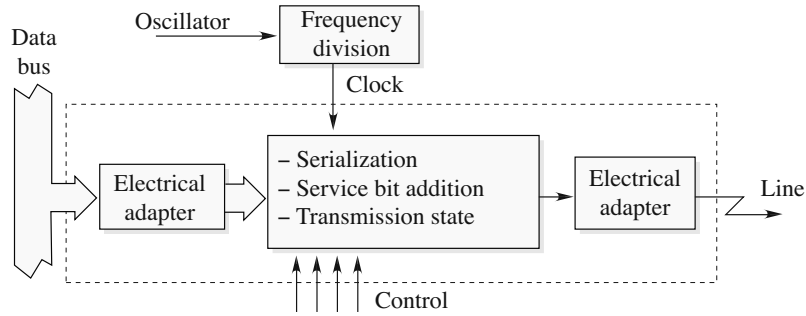 Oscillator
Frequency
division
Data
bus
Clock
Electrical
adapter
– Serialization
– Service bit addition
– Transmission state
Electrical
adapter
Line
Control